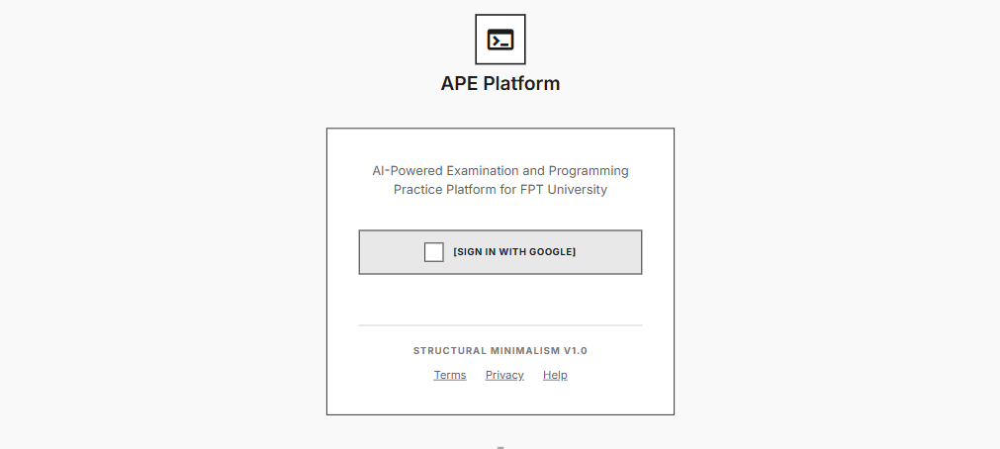 APE Platform
AI-Powered Examination and Programming
Practice Platform for FPT University
[SIGN IN WITH GOOGLE]
STRUCTURAL MINIMALISM V1.0
Terms Privacy Help